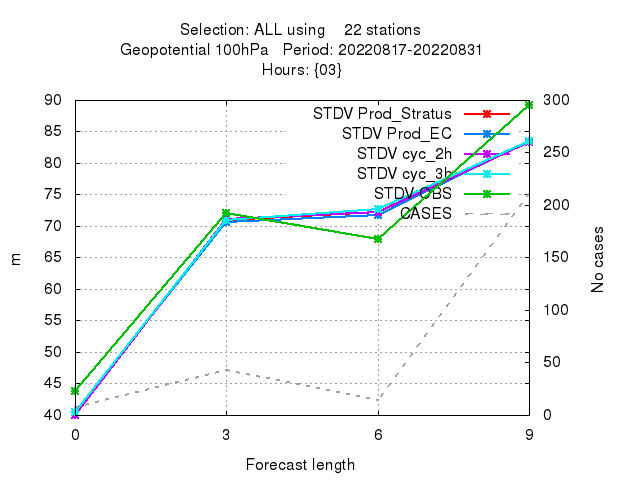 Selection: ALL using 22 stations
Geopotential 100hPa Period: 20220817-20220831
Hours: {03}
90
85
80
75
70
65
60
55
50
45
40
m
STDV Prod_Stratus
STDV Prod_EC
STDV cyc_2h
STDV cyc_3h
STDV OBS
CASES
300
250
200
150
100
50
0
No cases
0 3 6 9
Forecast length